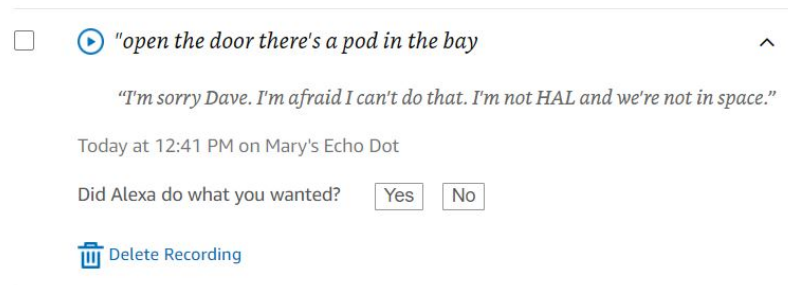 "open the door there's a pod in the bay
“I'm sorry Dave. I'm afraid I can't do that. I'm not HAL and we're not in space.”
Today at 12:41 PM on Mary's Echo Dot
Did Alexa do what you wanted? Yes No
Delete Recording